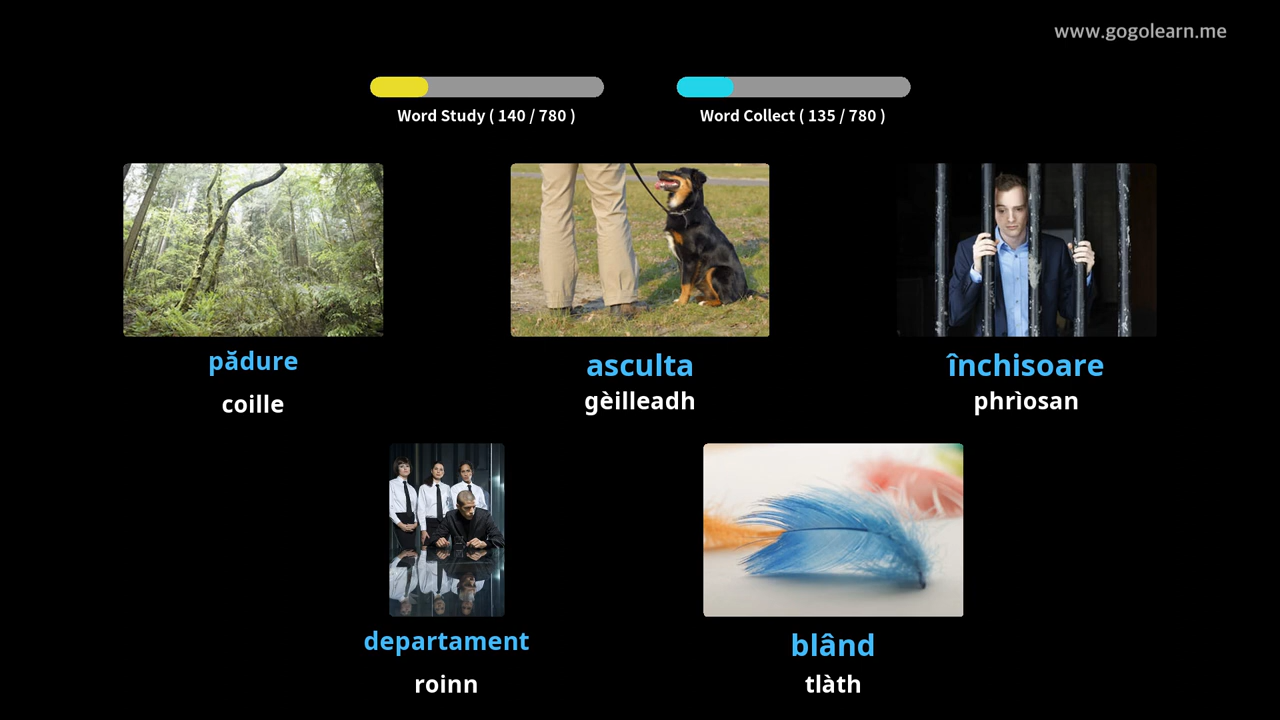 www.gogolearn.me
Word Study ( 140 / 780 )
Word Collect ( 135 / 780 )
pădure
coille
asculta
gèilleadh
închisoare
phrìosan
departament
roinn
blând
tlàth